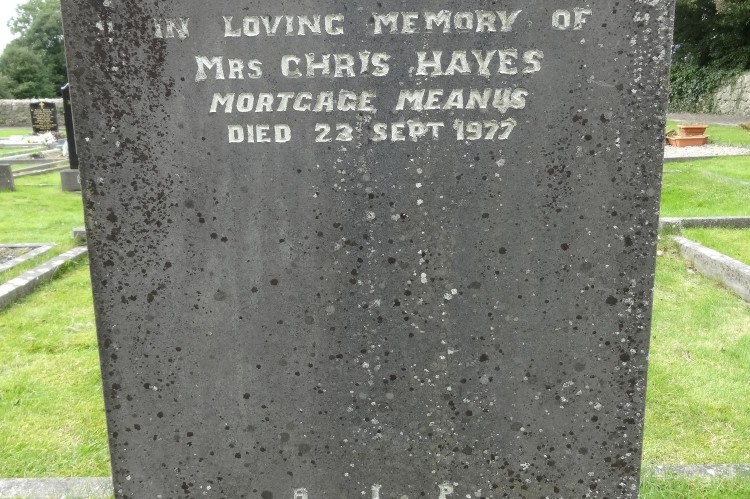 IN LOVING MEMORY OF
MRS CHRIS HAYES
MORTGAGE MEANUS
DIED 23 SEPT 1977
R I P